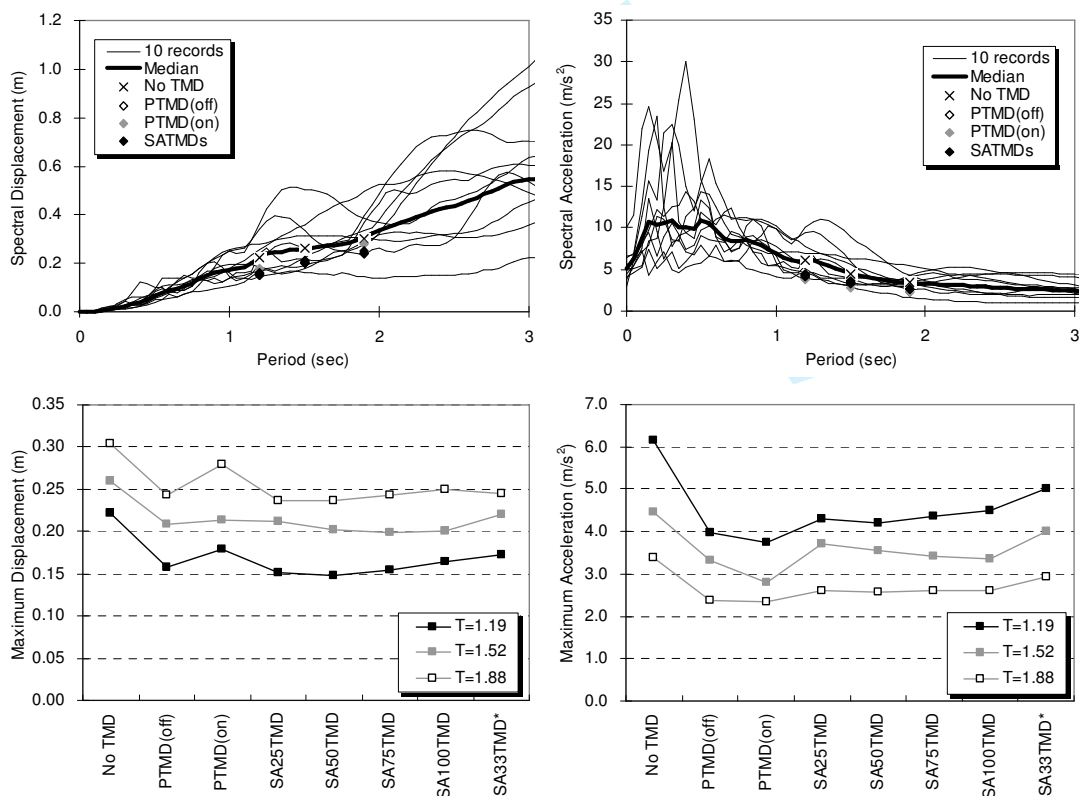 1.2
1.0
0.8
0.6
0.4
0.2
0.0
Spectral Displacement (m)
10 records
Median
No TMD
PTMD(off)
PTMD(on)
SATMDs
0 1 2 3
Period (sec)
35
30
25
20
15
10
5
0
Spectral Acceleration (m/s²)
10 records
Median
No TMD
PTMD(off)
PTMD(on)
SATMDs
0 1 2 3
Period (sec)
0.35
0.30
0.25
0.20
0.15
0.10
0.05
0.00
Maximum Displacement (m)
T=1.19
T=1.52
T=1.88
No TMD
PTMD(off)
PTMD(on)
SA25TMD
SA50TMD
SA75TMD
SA100TMD
SA33TMD*
7.0
6.0
5.0
4.0
3.0
2.0
1.0
0.0
Maximum Acceleration (m/s²)
T=1.19
T=1.52
T=1.88
No TMD
PTMD(off)
PTMD(on)
SA20TMD
SA50TMD
SA75TMD
SA100TMD
SA33TMD*